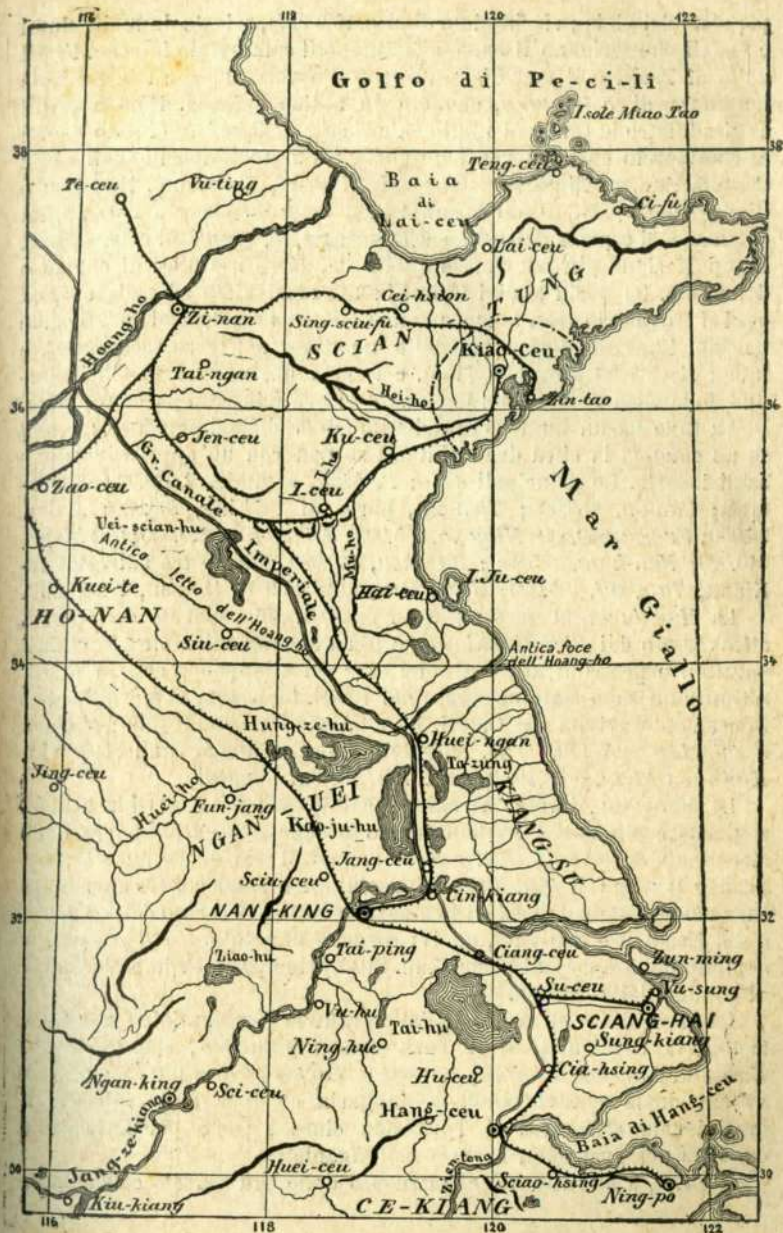 116
118
120
122
Golfo di Pe-ci-li
Isole Miao Tao
38
Teng-ceu
Te-ceu
Vu-ting
Baia
di
Lai-ceu
Ci-fu
Lai-ceu
Hoang-ho
Zi-nan
Sing-sciu-fu
Cei-hsien
SCIAN
TUNG
Kiao-Ceu
Tai-ngan
Hei-ho
36
Zin-tao
Jen-ceu
Ku-ceu
Zao-ceu
I-ho
I-ceu
Gr. Canale Imperiale
Mar Giallo
Uei-scian-hu
Mu-ho
Antico letto dell'Hoang-ho
Kuei-te
Hai-ceu
I. Ju-ceu
HO-NAN
Siu-ceu
34
Antica foce
dell'Hoang-ho
34
Hung-ze-hu
Huei-ngan
Ta-zung
Jing-ceu
Huei-ho
Fun-jang
NGAN-UEI
KIANG-SU
Kao-ju-hu
Jang-ceu
Sciu-ceu
Cin-kiang
32
NAN-KING
32
Ziao-hu
Tai-ping
Ciang-ceu
Zun-ming
Vu-sung
Su-ceu
Vu-hu
Tai-hu
SCIANG-HAI
Ning-hue
Sung-kiang
Ngan-king
Sci-ceu
Hu-ceu
Cia-hsing
Hang-ceu
Jang-ze-kiang
Baia di Hang-ceu
30
Huei-ceu
Zien-tang
Sciao-hsing
30
Kiu-kiang
CE-KIANG
Ning-po
116
118
120
122